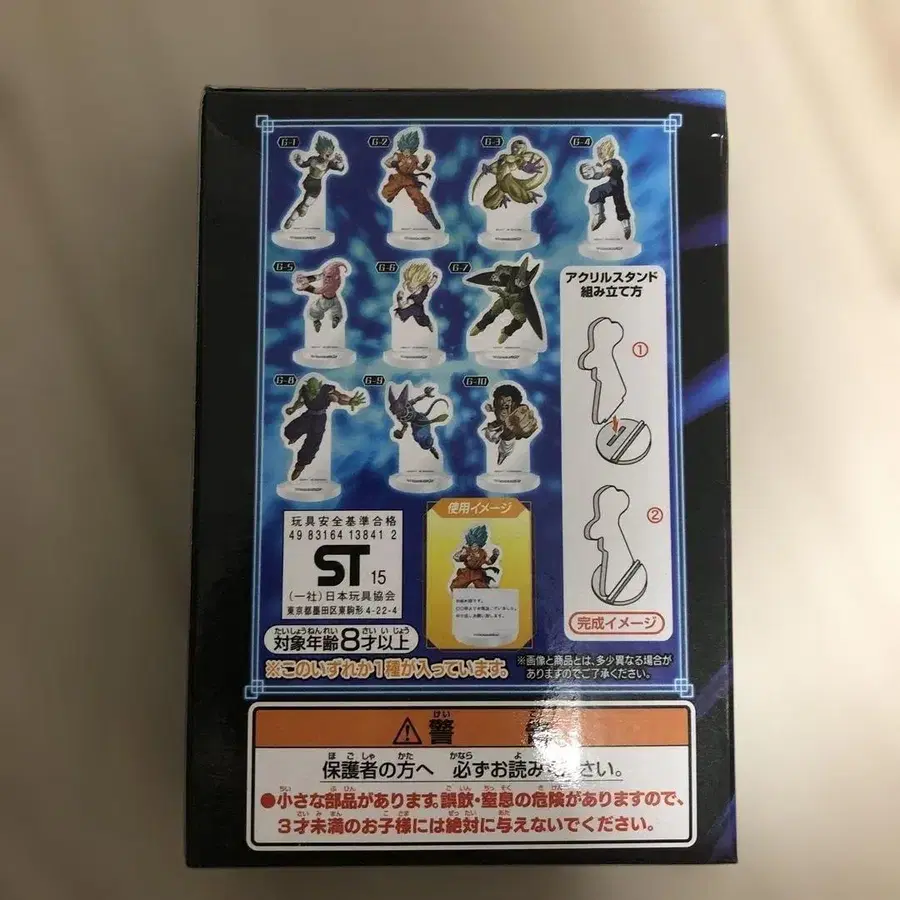 G-1
G-2
G-3
G-4
G-5
G-6
G-7
G-8
G-9
G-10
アクリルスタンド
組み立て方
①
②
完成イメージ
使用イメージ
玩具安全基準合格
49 83164 13841 2
ST 15
(一社)日本玩具協会
東京都墨田区東駒形4-22-4
たいしょうねんれい さい い じょう
対象年齢8才以上
※このいずれか1種が入っています。
※画像と商品とは、多少異なる場合が
ありますのでご了承ください。
けい
⚠警
ほ ご しゃ かた かなら よ
保護者の方へ 必ずお読みください。
ちい ぶ ひん ご いん ちっ そく き けん
●小さな部品があります。誤飲・窒息の危険がありますので、
さい み まん こ さま ぜっ たい あた
3才未満のお子様には絶対に与えないでください。